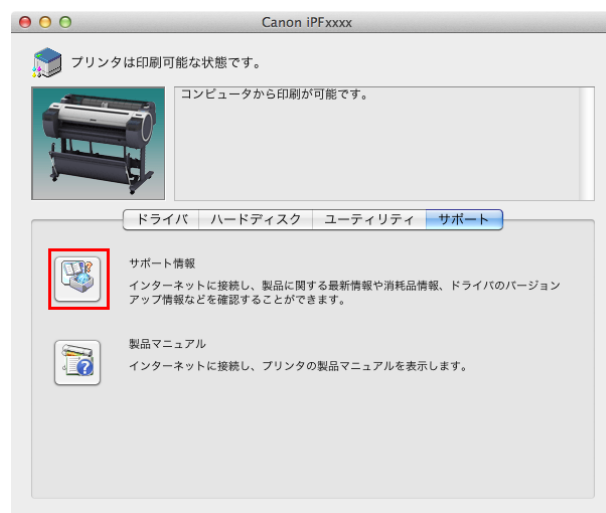 Canon iPFxxxx
プリンタは印刷可能な状態です。
コンピュータから印刷が可能です。
ドライバ ハードディスク ユーティリティ サポート
サポート情報
インターネットに接続し、製品に関する最新情報や消耗品情報、ドライバのバージョン
アップ情報などを確認することができます。
製品マニュアル
インターネットに接続し、プリンタの製品マニュアルを表示します。